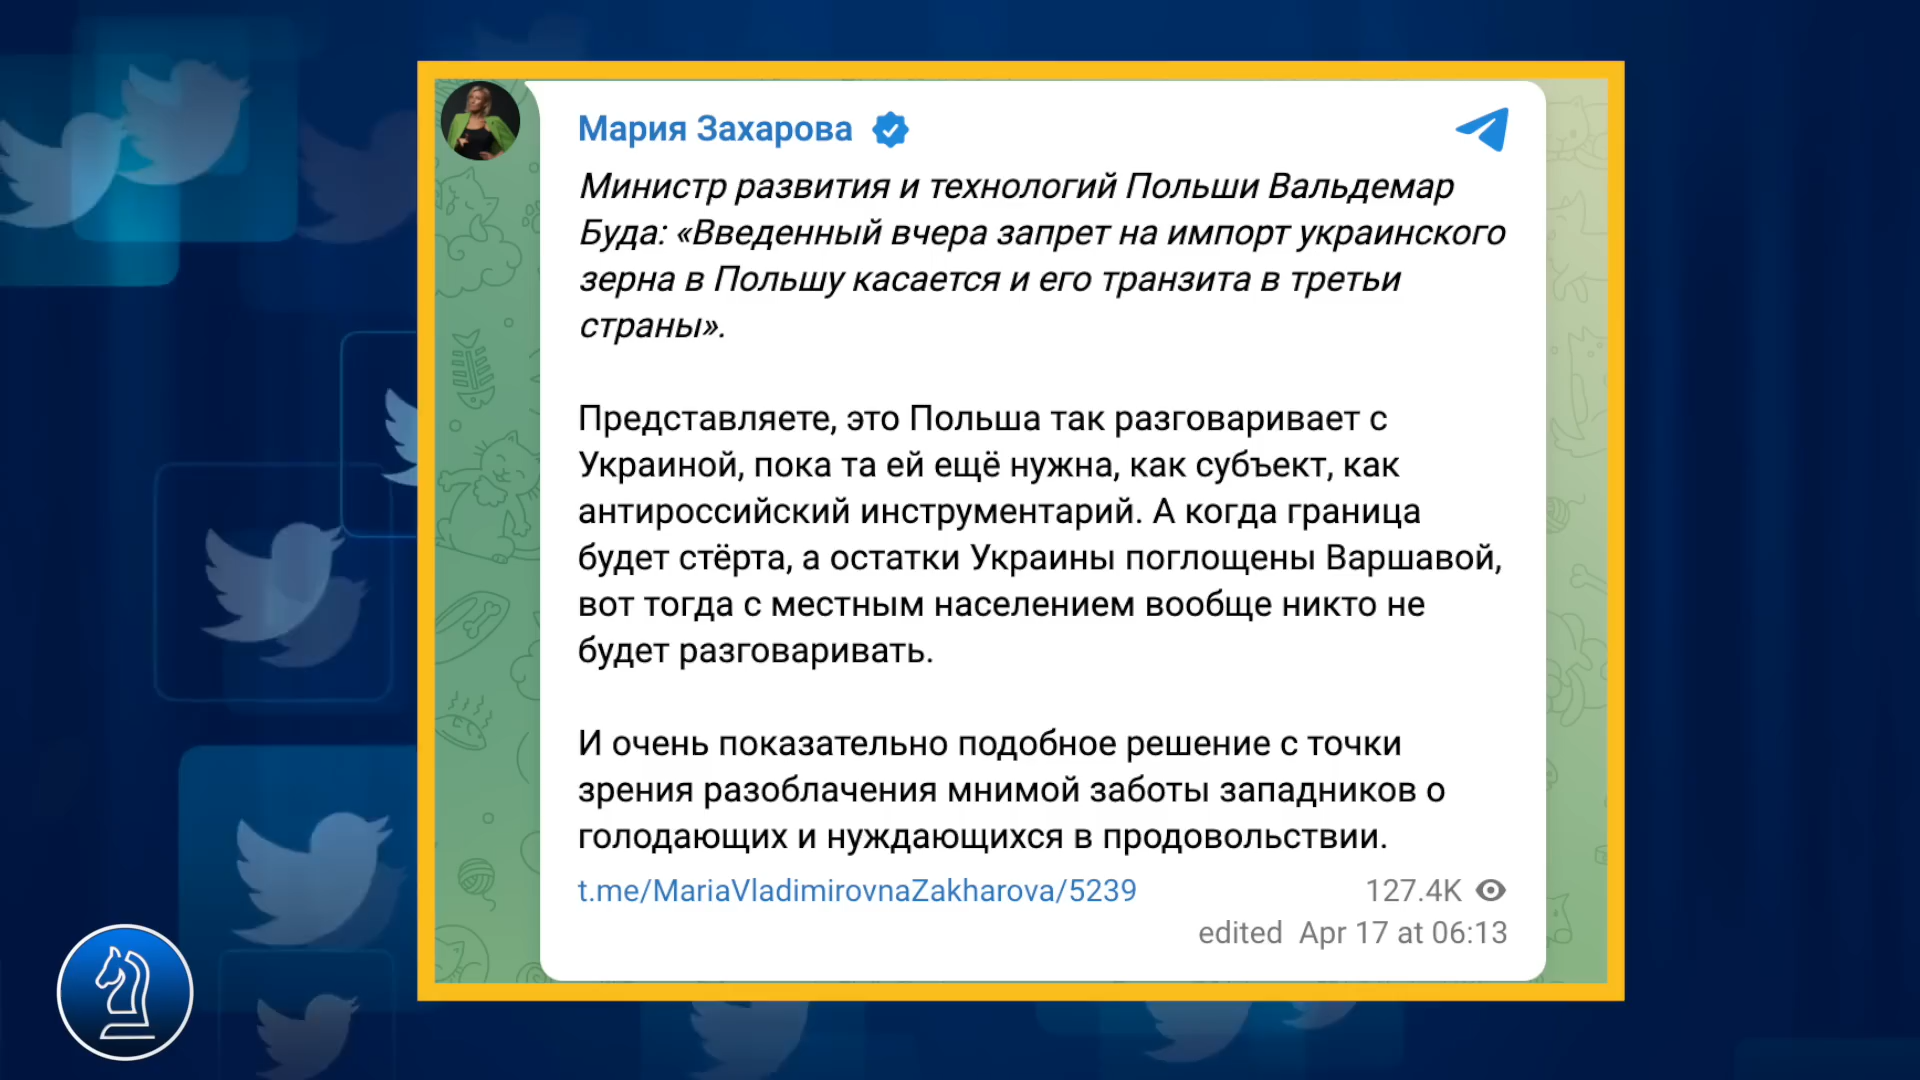 Мария Захарова
Министр развития и технологий Польши Вальдемар
Буда: «Введенный вчера запрет на импорт украинского
зерна в Польшу касается и его транзита в третьи
страны».
Представляете, это Польша так разговаривает с
Украиной, пока та ей ещё нужна, как субъект, как
антироссийский инструментарий. А когда граница
будет стёрта, а остатки Украины поглощены Варшавой,
вот тогда с местным населением вообще никто не
будет разговаривать.
И очень показательно подобное решение с точки
зрения разоблачения мнимой заботы западников о
голодающих и нуждающихся в продовольствии.
t.me/MariaVladimirovnaZakharova/5239 127.4K
edited Apr 17 at 06:13